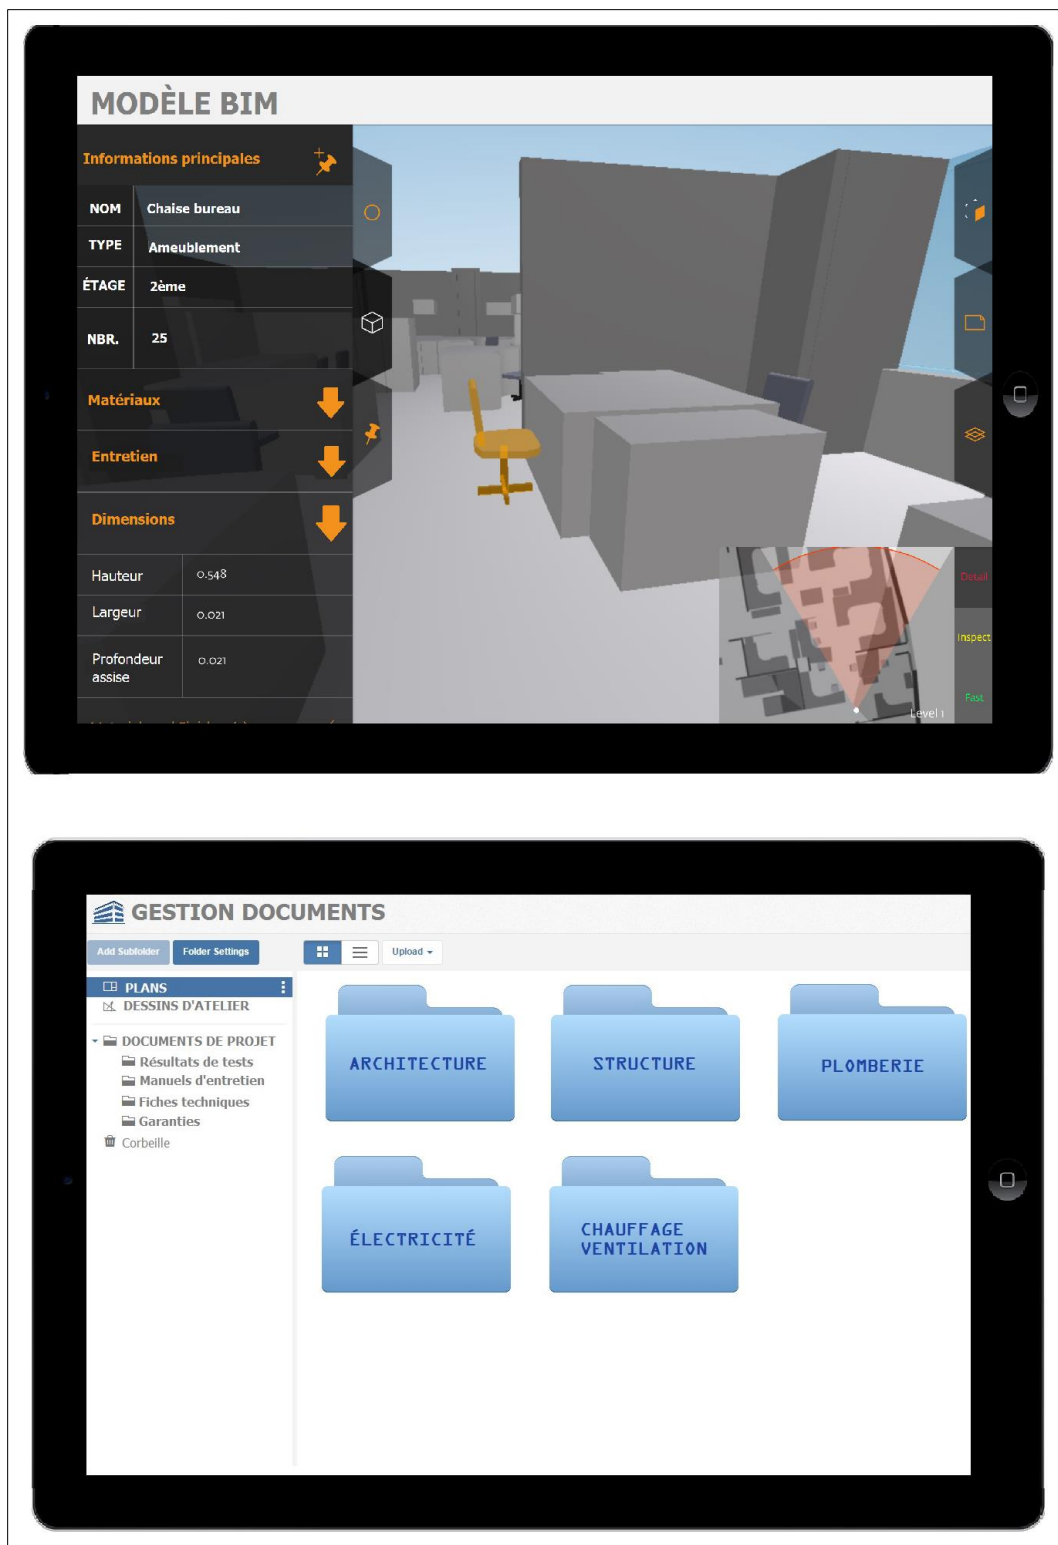 MODÈLE BIM
Informations principales
NOM Chaise bureau
TYPE Ameublement
ÉTAGE 2ème
NBR. 25
Matériaux
Entretien
Dimensions
Hauteur 0.548
Largeur 0.021
Profondeur assise 0.021
Detail
Inspect
Fast
Level 1
GESTION DOCUMENTS
Add Subfolder Folder Settings Upload
PLANS
DESSINS D'ATELIER
DOCUMENTS DE PROJET
Résultats de tests
Manuels d'entretien
Fiches techniques
Garanties
Corbeille
ARCHITECTURE
STRUCTURE
PLOMBERIE
ÉLECTRICITÉ
CHAUFFAGE
VENTILATION